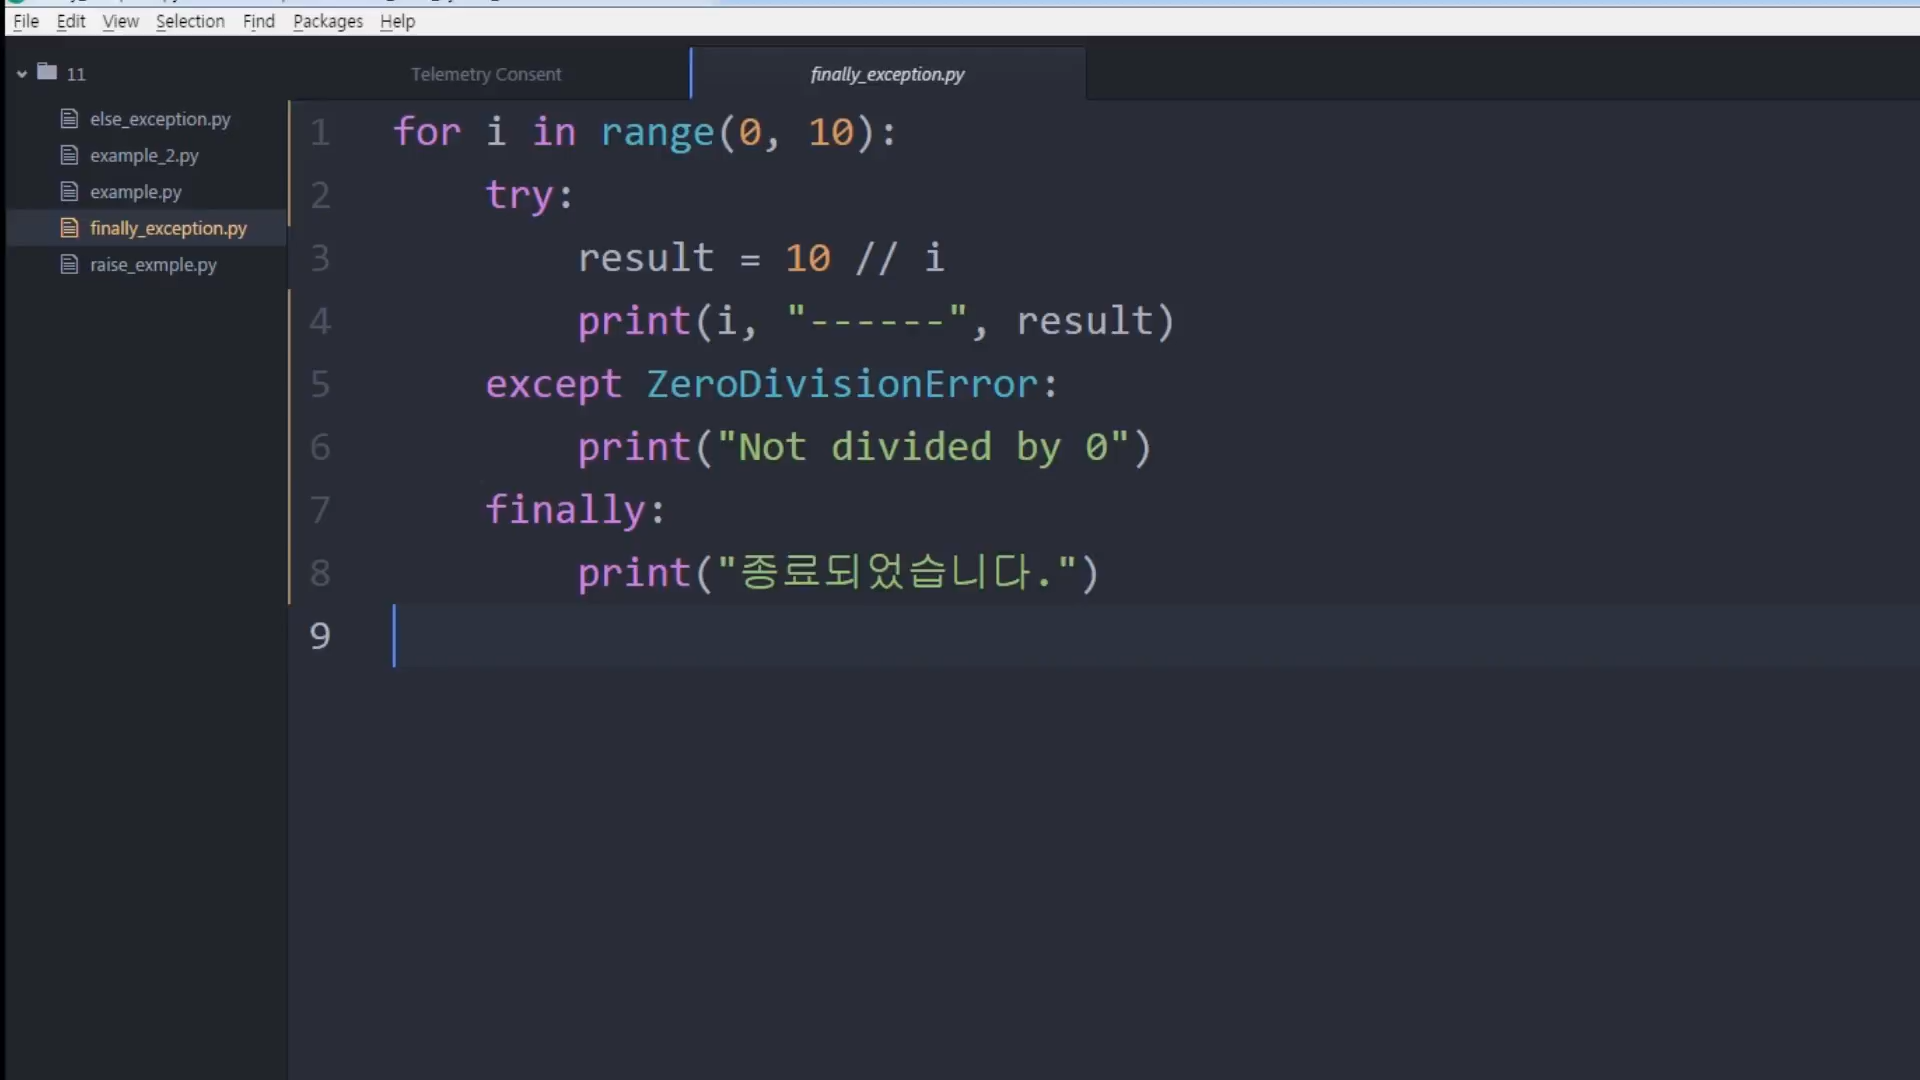 File Edit View Selection Find Packages Help
11
Telemetry Consent
finally_exception.py
else_exception.py
example_2.py
example.py
finally_exception.py
raise_exmple.py
1 for i in range(0, 10):
2     try:
3         result = 10 // i
4         print(i, "------", result)
5     except ZeroDivisionError:
6         print("Not divided by 0")
7     finally:
8         print("종료되었습니다.")
9